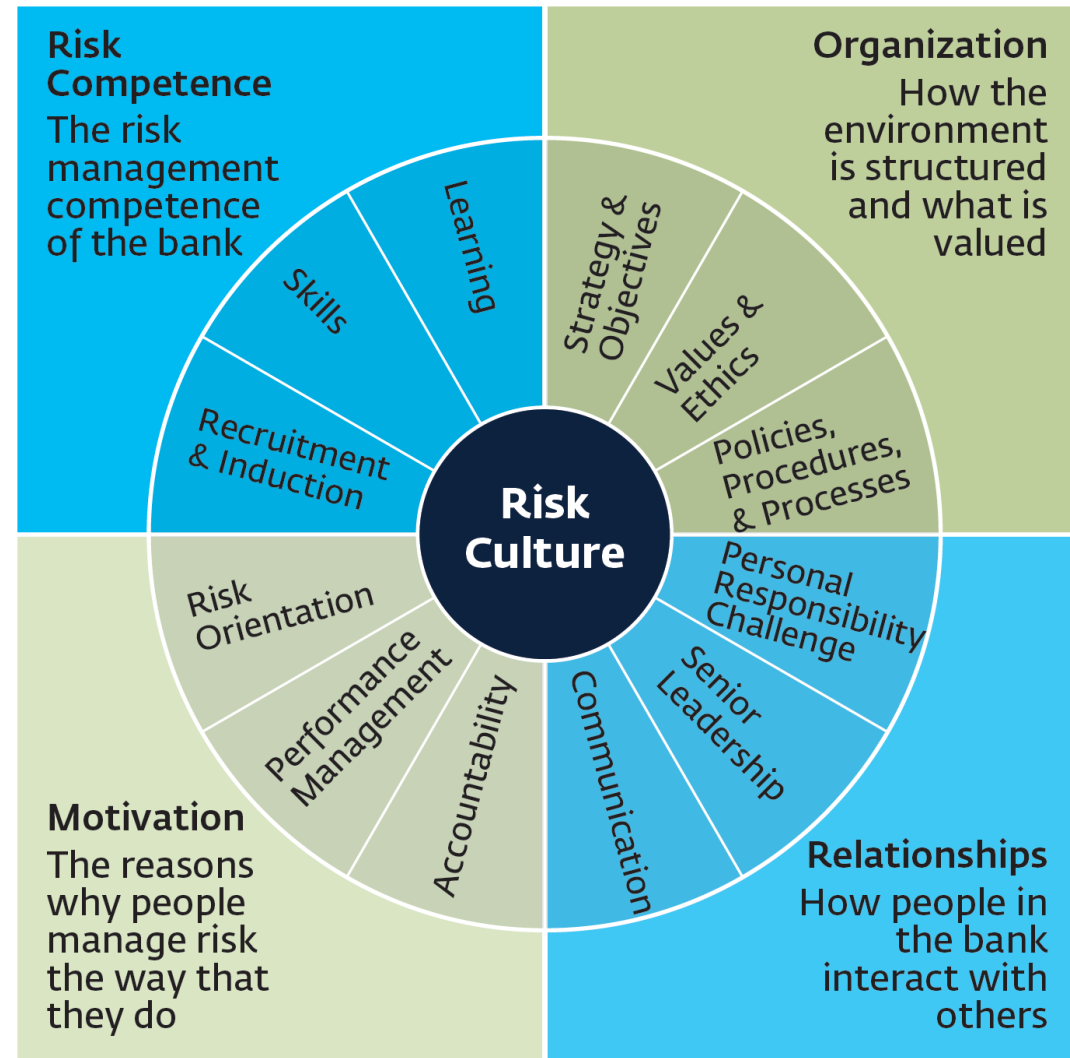 Risk
Competence
The risk
management
competence
of the bank
Organization
How the
environment
is structured
and what is
valued
Learning
Skills
Recruitment
& Induction
Strategy &
Objectives
Values &
Ethics
Policies,
Procedures,
& Processes
Risk
Culture
Risk
Orientation
Performance
Management
Accountability
Personal
Responsibility
Challenge
Senior
Leadership
Communication
Motivation
The reasons
why people
manage risk
the way that
they do
Relationships
How people in
the bank
interact with
others